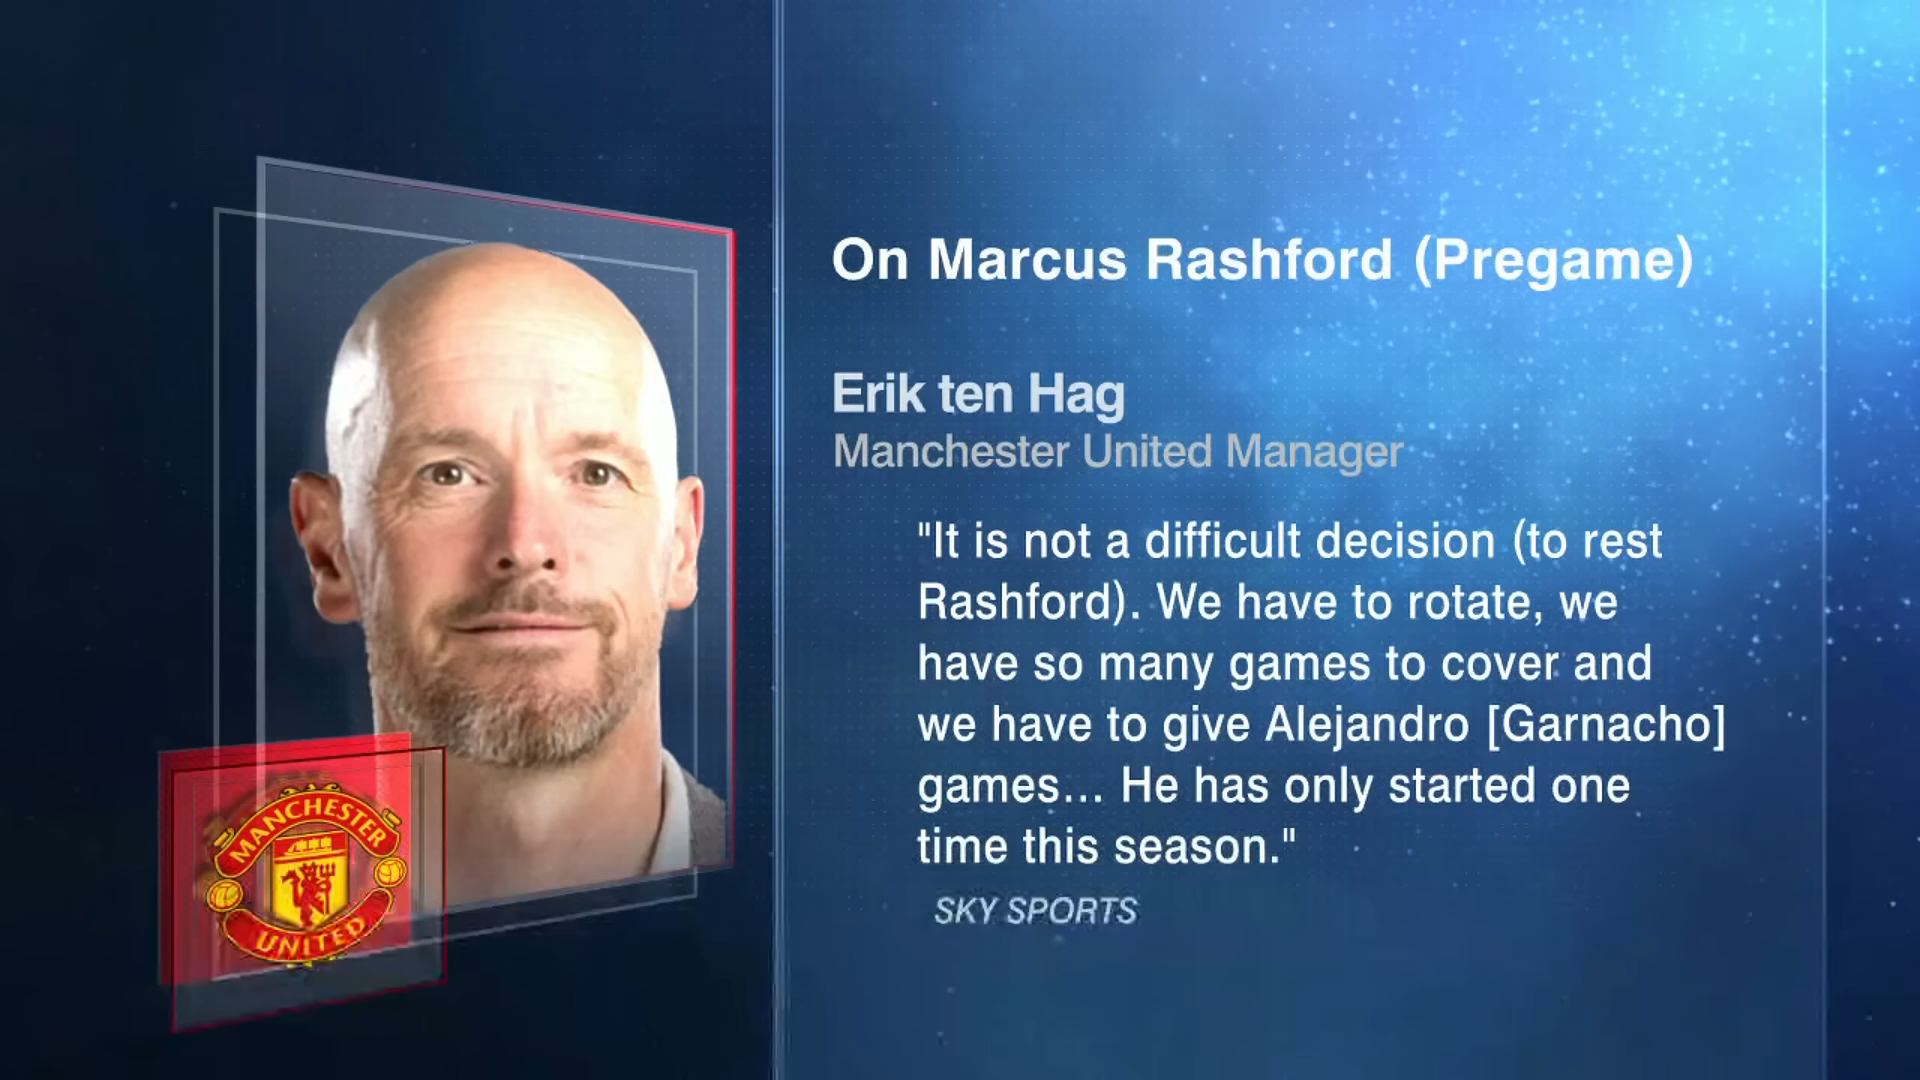 On Marcus Rashford (Pregame)
Erik ten Hag
Manchester United Manager
"It is not a difficult decision (to rest
Rashford). We have to rotate, we
have so many games to cover and
we have to give Alejandro [Garnacho]
games... He has only started one
time this season."
SKY SPORTS
MANCHESTER
UNITED